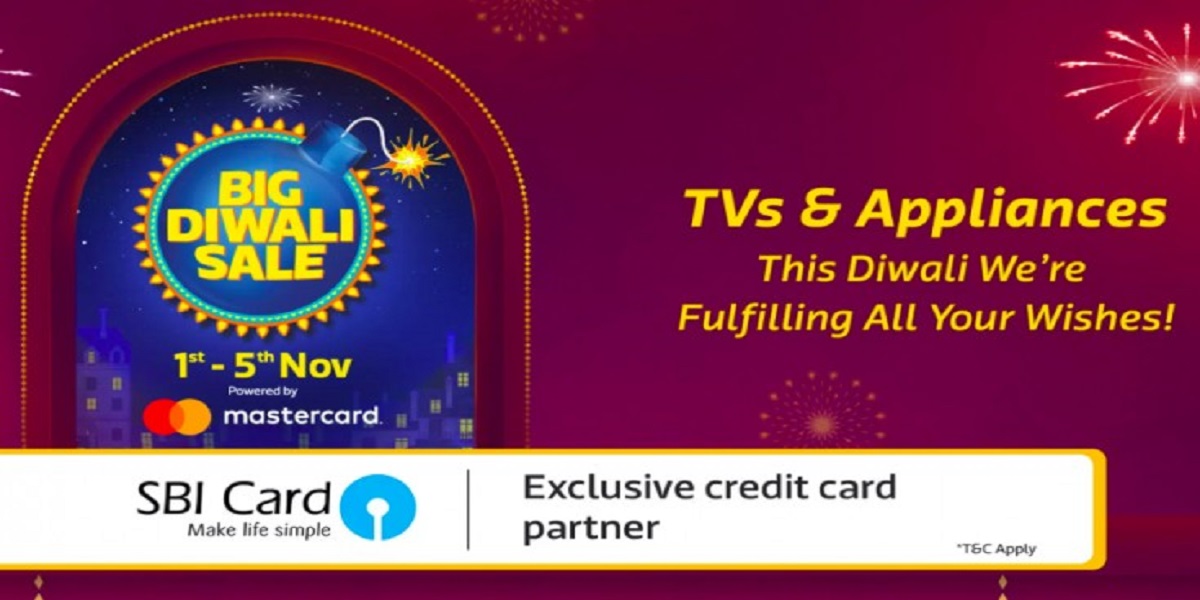 BIG
DIWALI
SALE
1st - 5th Nov
Powered by
mastercard.
TVs & Appliances
This Diwali We're
Fulfilling All Your Wishes!
SBI Card
Make life simple
Exclusive credit card
partner
*T&C Apply